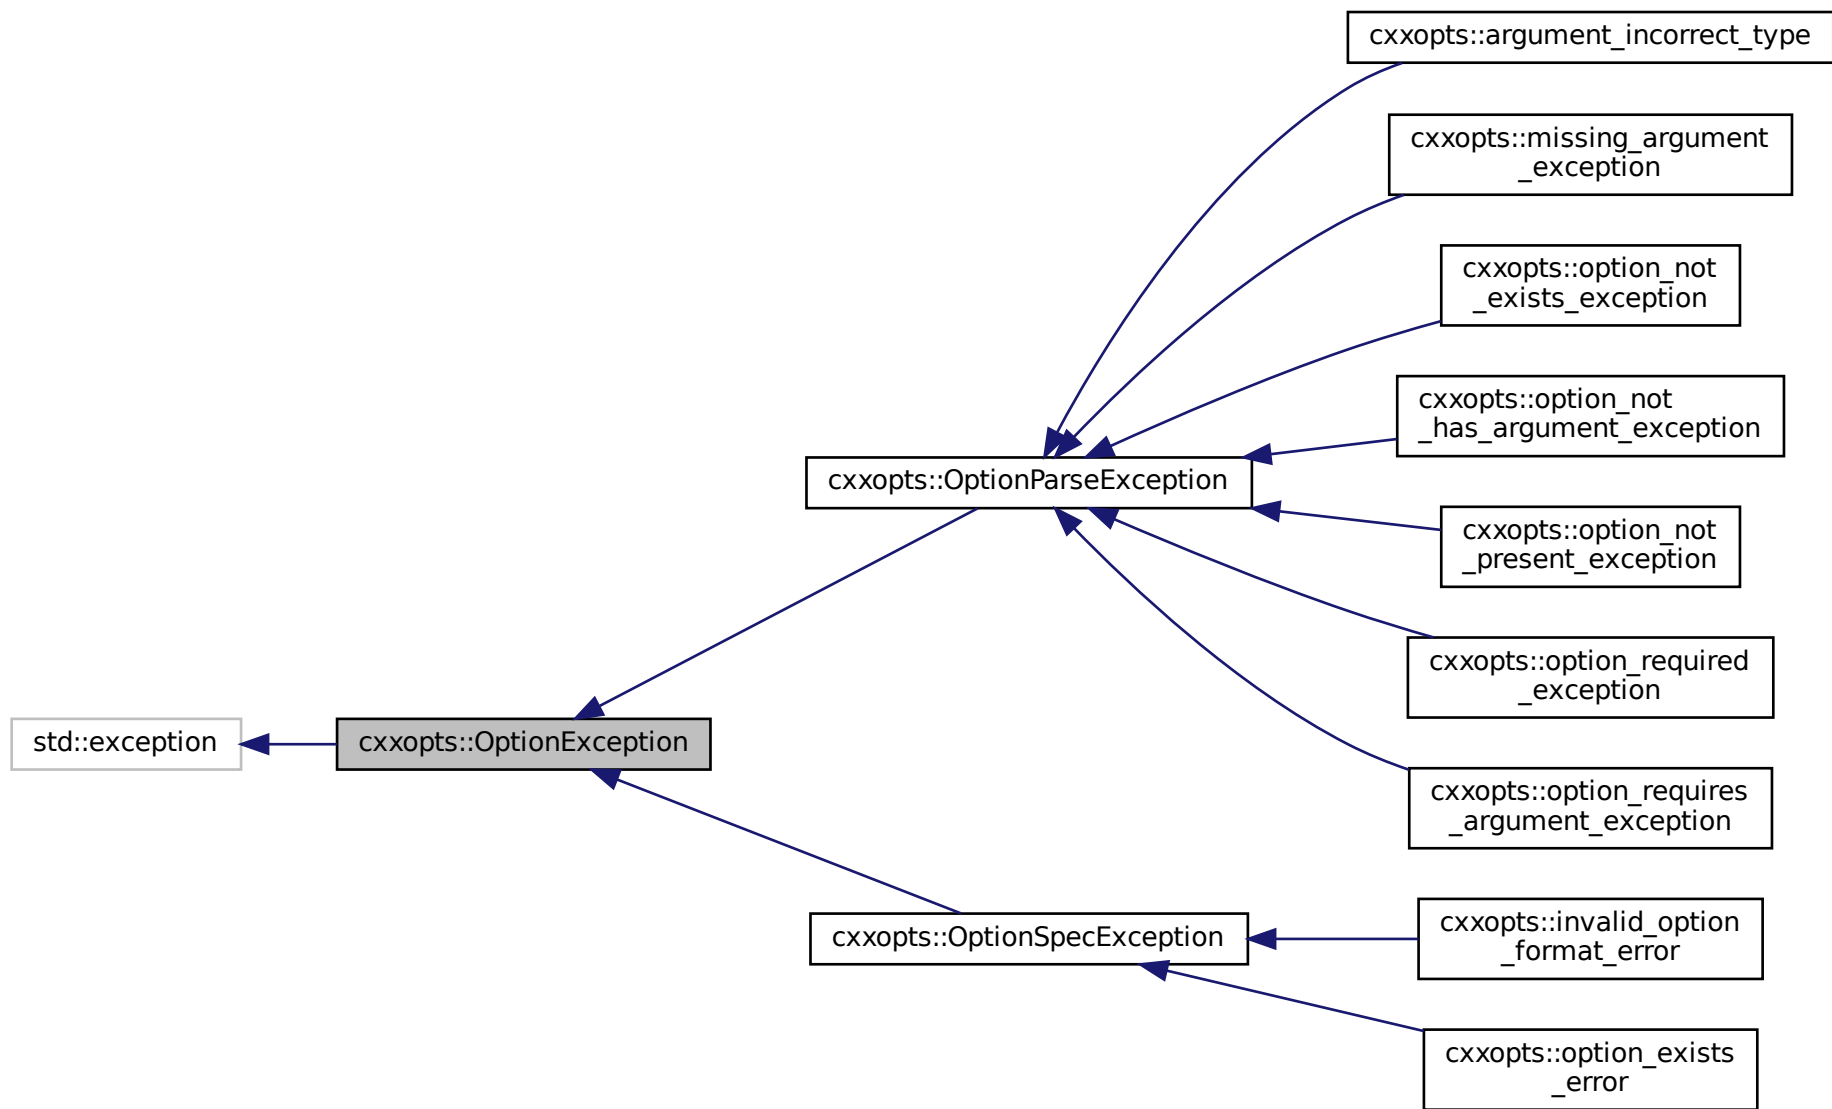 cxxopts::argument_incorrect_type
cxxopts::missing_argument
_exception
cxxopts::option_not
_exists_exception
cxxopts::option_not
_has_argument_exception
cxxopts::OptionParseException
cxxopts::option_not
_present_exception
cxxopts::option_required
_exception
std::exception
cxxopts::OptionException
cxxopts::option_requires
_argument_exception
cxxopts::OptionSpecException
cxxopts::invalid_option
_format_error
cxxopts::option_exists
_error